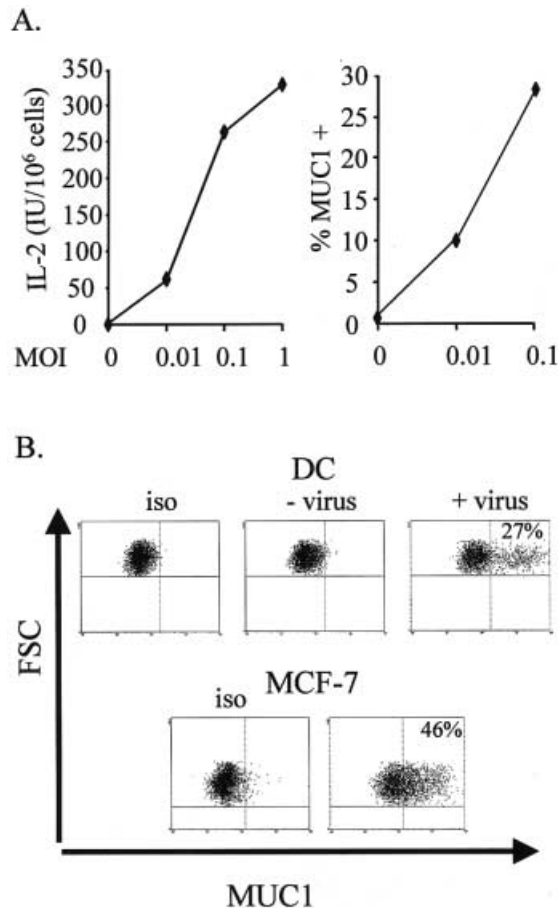 A.
IL-2 (IU/10⁶ cells)
350
300
250
200
150
100
50
0
MOI
0 0.01 0.1 1
% MUC1 +
30
25
20
15
10
5
0
0 0.01 0.1
B.
DC
iso - virus + virus
27%
MCF-7
iso
46%
FSC
MUC1